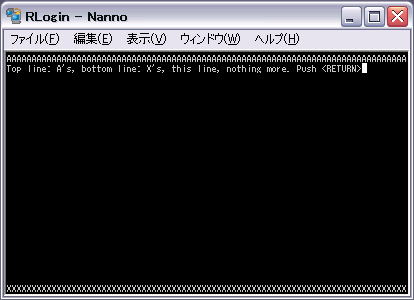 RLogin - Nanno
ファイル(F) 編集(E) 表示(V) ウィンドウ(W) ヘルプ(H)
AAAAAAAAAAAAAAAAAAAAAAAAAAAAAAAAAAAAAAAAAAAAAAAAAAAAAAAAAAAAAAAAAAAAAAAAAAAAAAAA
Top line: A's, bottom line: X's, this line, nothing more. Push <RETURN>
XXXXXXXXXXXXXXXXXXXXXXXXXXXXXXXXXXXXXXXXXXXXXXXXXXXXXXXXXXXXXXXXXXXXXXXXXXXXXXXX